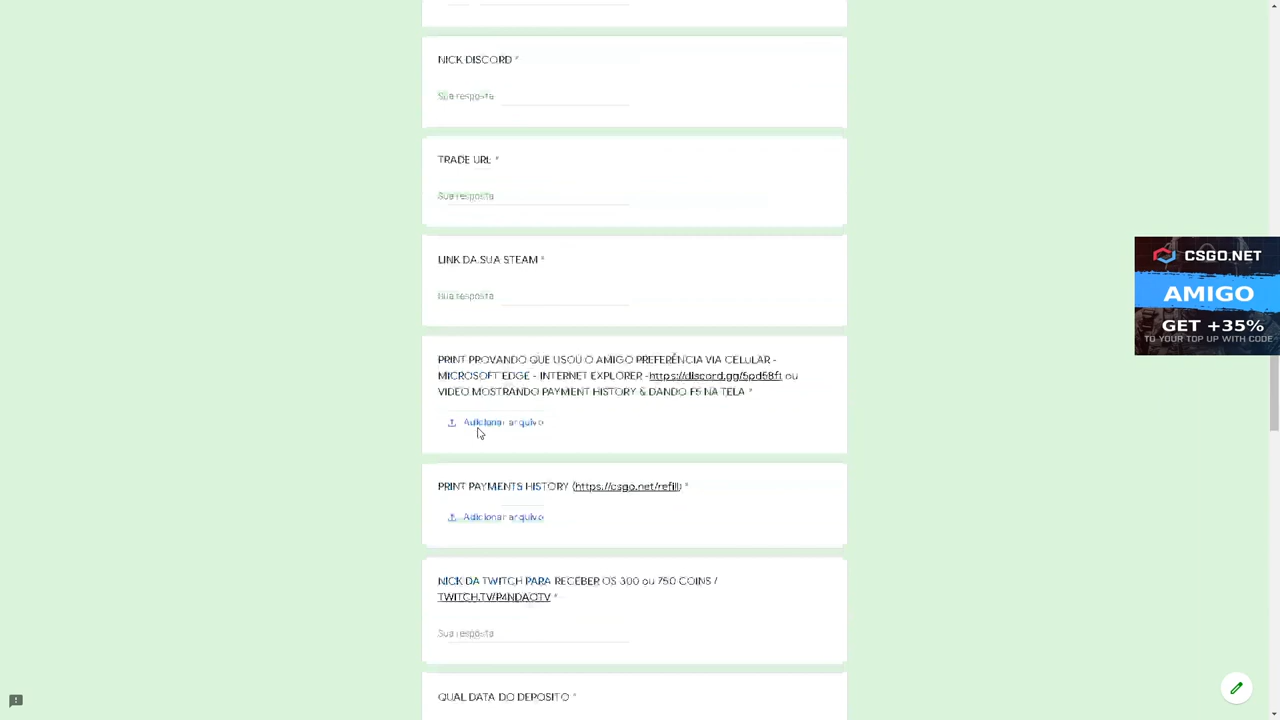 NICK DISCORD *
Sua resposta
TRADE URL *
Sua resposta
LINK DA SUA STEAM *
Sua resposta
PRINT PROVANDO QUE USOU O AMIGO PREFERÊNCIA VIA CELULAR -
MICROSOFT EDGE - INTERNET EXPLORER -https://discord.gg/5pd58f1 ou
VIDEO MOSTRANDO PAYMENT HISTORY & DANDO F5 NA TELA *
Adicionar arquivo
PRINT PAYMENTS HISTORY (https://csgo.net/refill) *
Adicionar arquivo
NICK DA TWITCH PARA RECEBER OS 300 ou 750 COINS /
TWITCH.TV/P4NDAOTV *
Sua resposta
QUAL DATA DO DEPOSITO *
CSGO.NET
AMIGO
GET +35%
TO YOUR TOP UP WITH CODE